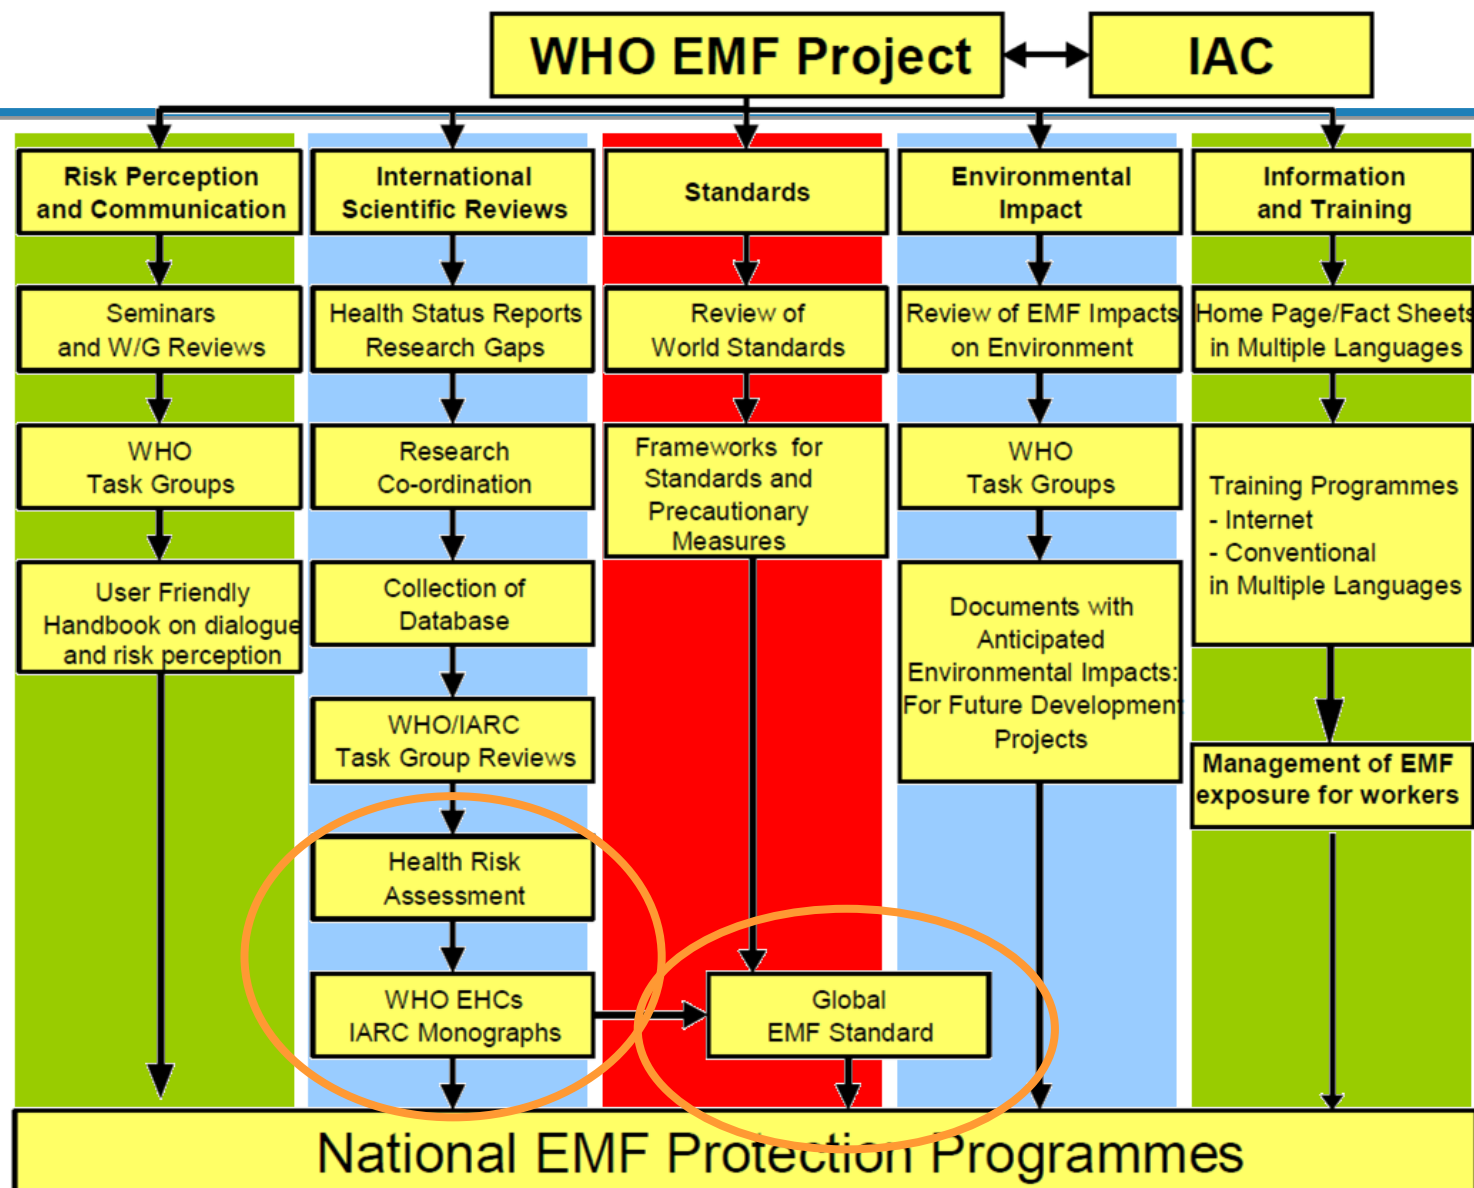 WHO EMF Project
IAC
Risk Perception
and Communication
International
Scientific Reviews
Standards
Environmental
Impact
Information
and Training
Seminars
and W/G Reviews
Health Status Reports
Research Gaps
Review of
World Standards
Review of EMF Impacts
on Environment
Home Page/Fact Sheets
in Multiple Languages
WHO
Task Groups
Research
Co-ordination
Frameworks for
Standards and
Precautionary
Measures
WHO
Task Groups
Training Programmes
- Internet
- Conventional
in Multiple Languages
User Friendly
Handbook on dialogue
and risk perception
Collection of
Database
Documents with
Anticipated
Environmental Impacts:
For Future Development
Projects
WHO/IARC
Task Group Reviews
Management of EMF
exposure for workers
Health Risk
Assessment
WHO EHCs
IARC Monographs
Global
EMF Standard
National EMF Protection Programmes